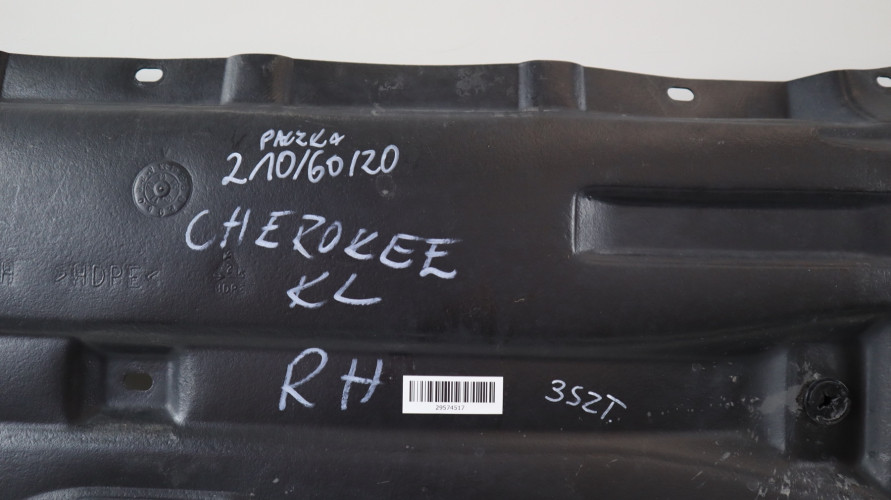 PACZKA
210/60/20
CHEROKEE
KL
H >HDPE<
RH
29574517
3SZT